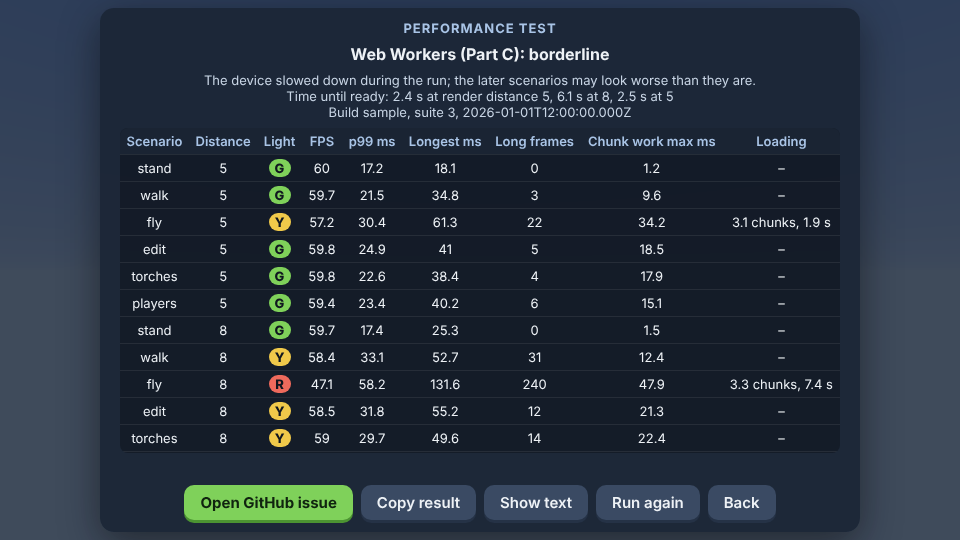 PERFORMANCE TEST
Web Workers (Part C): borderline
The device slowed down during the run; the later scenarios may look worse than they are.
Time until ready: 2.4 s at render distance 5, 6.1 s at 8, 2.5 s at 5
Build sample, suite 3, 2026-01-01T12:00:00.000Z
Scenario Distance Light FPS p99 ms Longest ms Long frames Chunk work max ms Loading
stand 5 G 60 17.2 18.1 0 1.2 –
walk 5 G 59.7 21.5 34.8 3 9.6 –
fly 5 Y 57.2 30.4 61.3 22 34.2 3.1 chunks, 1.9 s
edit 5 G 59.8 24.9 41 5 18.5 –
torches 5 G 59.8 22.6 38.4 4 17.9 –
players 5 G 59.4 23.4 40.2 6 15.1 –
stand 8 G 59.7 17.4 25.3 0 1.5 –
walk 8 Y 58.4 33.1 52.7 31 12.4 –
fly 8 R 47.1 58.2 131.6 240 47.9 3.3 chunks, 7.4 s
edit 8 Y 58.5 31.8 55.2 12 21.3 –
torches 8 Y 59 29.7 49.6 14 22.4 –
Open GitHub issue Copy result Show text Run again Back